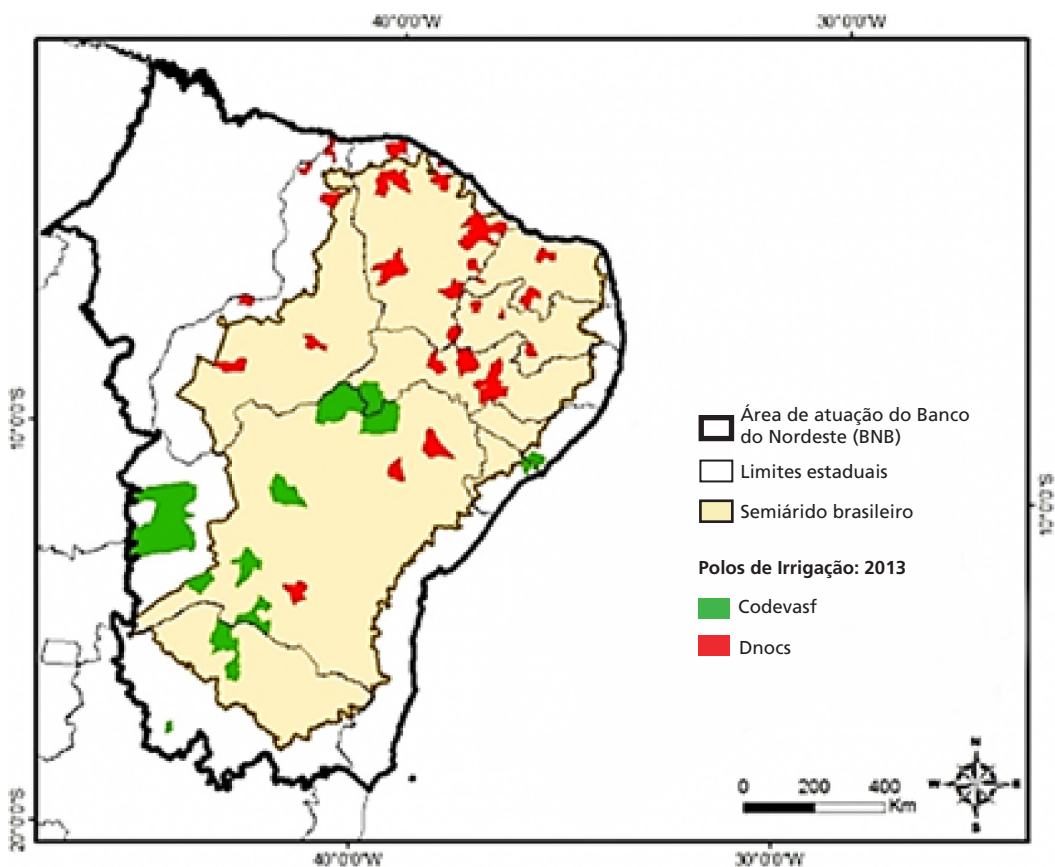 40°0'0"W
30°0'0"W
10°0'0"S
10°0'0"S
Área de atuação do Banco
do Nordeste (BNB)
Limites estaduais
Semiárido brasileiro
Polos de Irrigação: 2013
Codevasf
Dnocs
N
W
E
S
0
200
400
Km
20°0'0"S
40°0'0"W
30°0'0"W